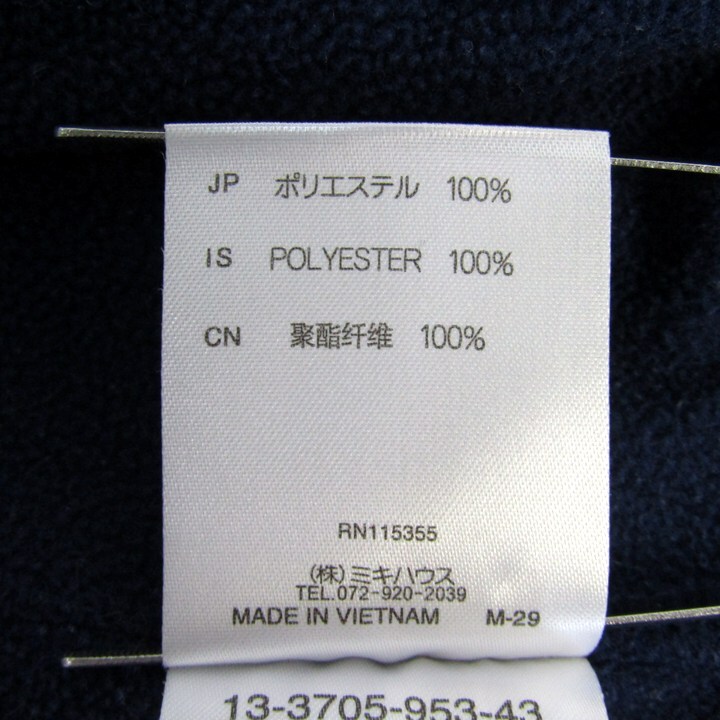 JP ポリエステル 100%
IS POLYESTER 100%
CN 聚酯纤维 100%
RN115355
(株)ミキハウス
TEL.072-920-2039
MADE IN VIETNAM M-29
13-3705-953-43